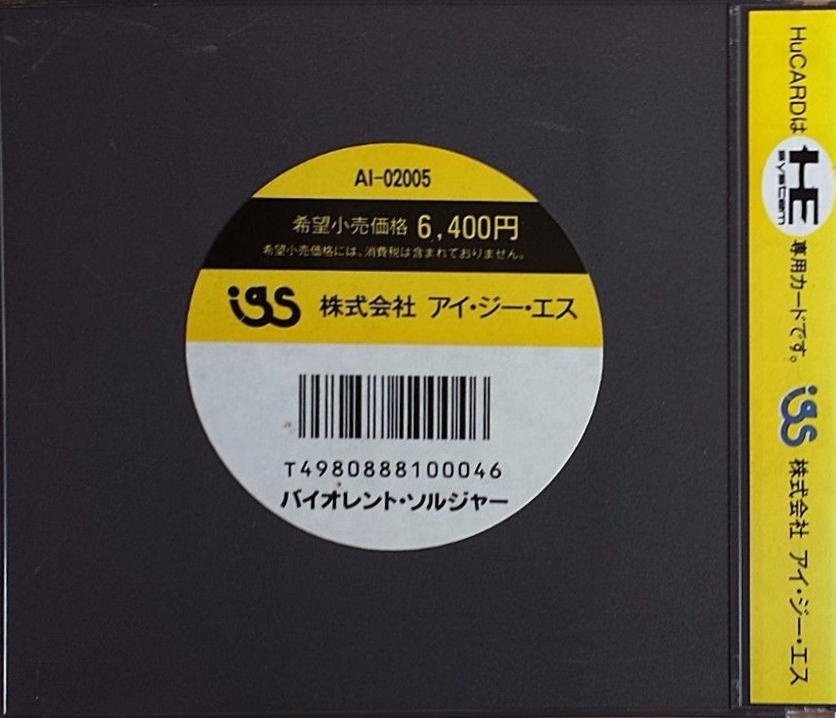 AI-02005
希望小売価格 6,400円
希望小売価格には、消費税は含まれておりません。
igs 株式会社 アイ・ジー・エス
T4980888100046
バイオレント・ソルジャー
HuCARDは HE system 専用カードです。 igs 株式会社 アイ・ジー・エス